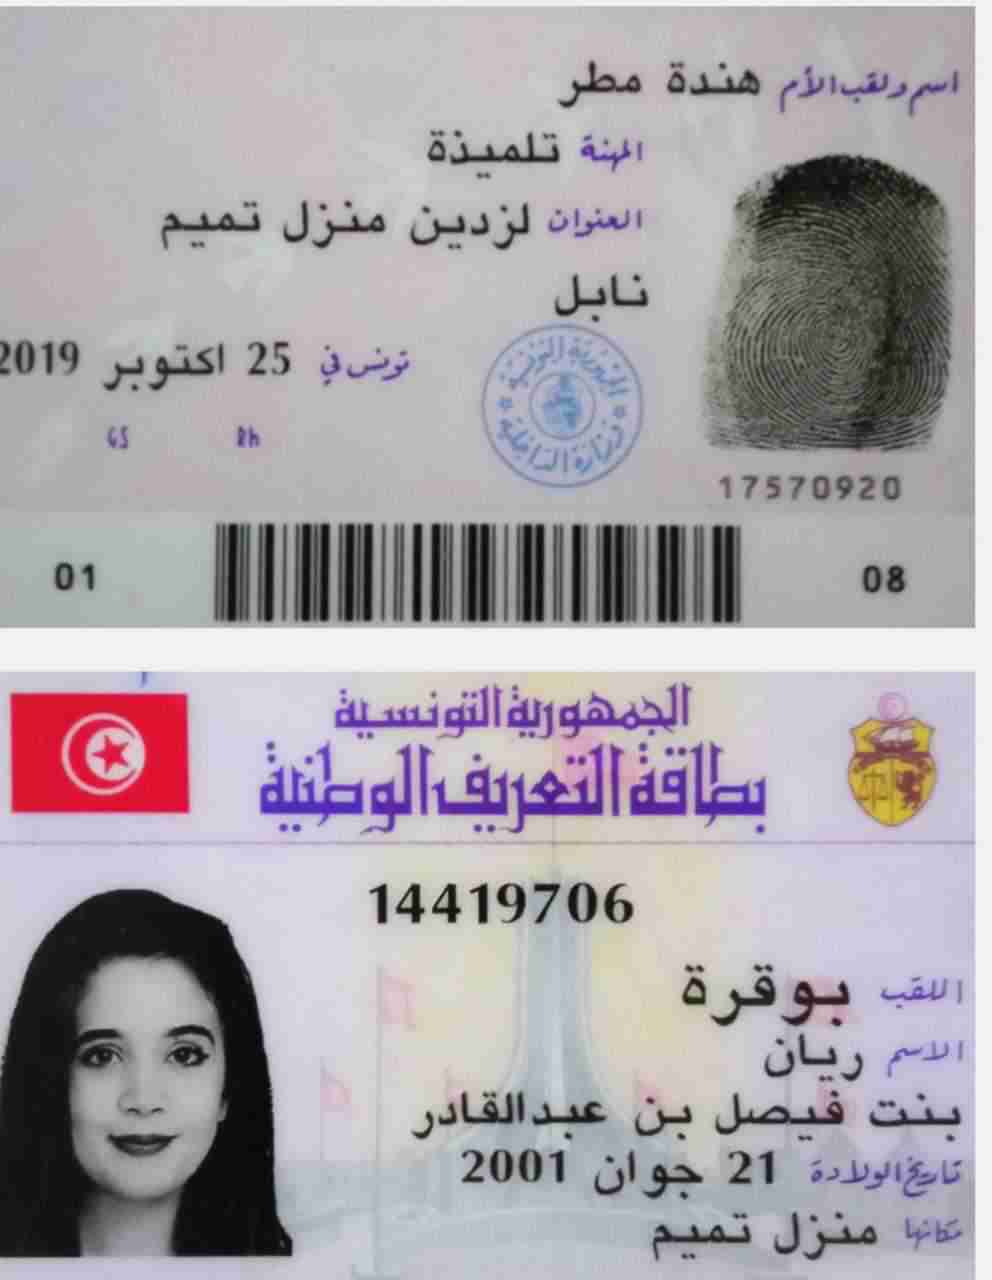 اسم ولقب الأم هندة مطر
المهنة تلميذة
العنوان لزدين منزل تميم
نابل
تونس في 25 اكتوبر 2019
GS Rh
الجمهورية التونسية
وزارة الداخلية
17570920
01 08
الجمهورية التونسية
بطاقة التعريف الوطنية
14419706
اللقب بوقرة
الاسم ريان
بنت فيصل بن عبدالقادر
تاريخ الولادة 21 جوان 2001
مكانها منزل تميم